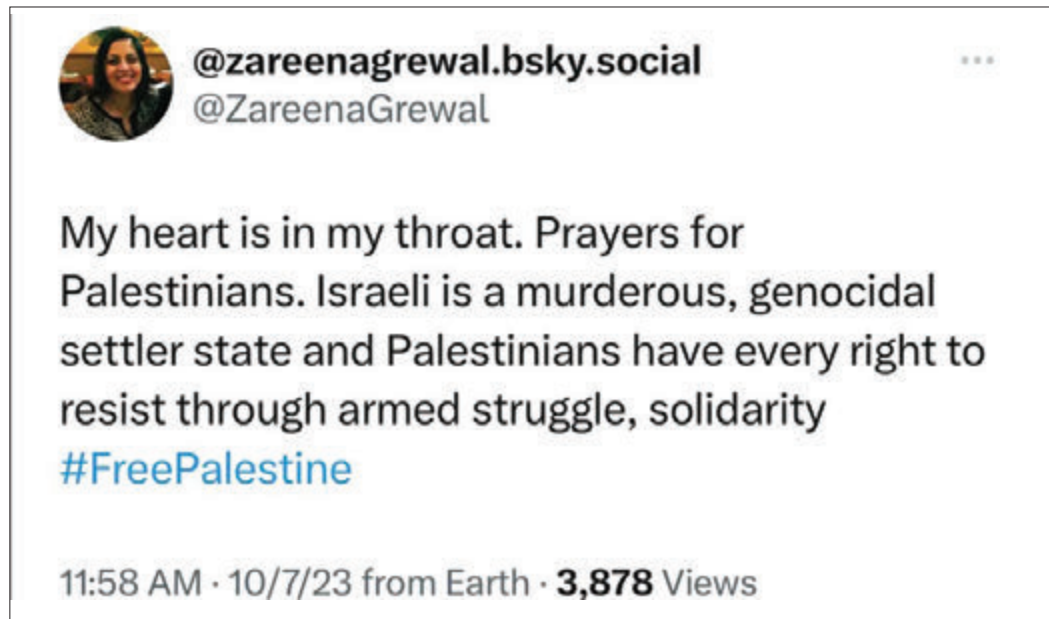 @zareenagrewal.bsky.social
@ZareenaGrewal
My heart is in my throat. Prayers for
Palestinians. Israeli is a murderous, genocidal
settler state and Palestinians have every right to
resist through armed struggle, solidarity
#FreePalestine
11:58 AM · 10/7/23 from Earth · 3,878 Views